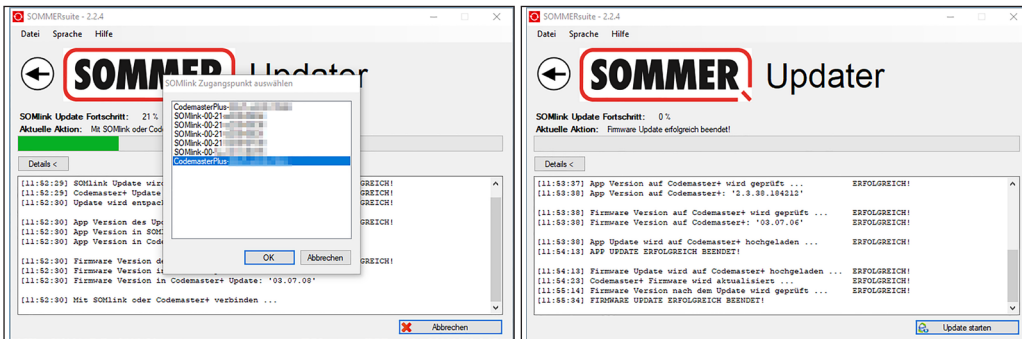 SOMMERsuite - 2.2.4
Datei Sprache Hilfe
SOMMER Updater
SOMlink Update Fortschritt: 21 %
Aktuelle Aktion: Mit SOMlink oder Cod
Details <
[11:52:29] SOMlink Update wir GREICH!
[11:52:29] Codemaster+ Update GREICH!
[11:52:30] Update wird entpac GREICH!
[11:52:30] App Version des Up GREICH!
[11:52:30] App Version in SOM
[11:52:30] App Version in Cod
[11:52:30] Firmware Version d GREICH!
[11:52:30] Firmware Version i
[11:52:30] Firmware Version in Codemaster+ Update: '03.07.08'
[11:52:30] Mit SOMlink oder Codemaster+ verbinden ...
Abbrechen
SOMlink Zugangspunkt auswählen
CodemasterPlus-
SOMlink-00-21
SOMlink-00-21
SOMlink-00-21
SOMlink-00-21
SOMlink-00-
CodemasterPlus-
OK Abbrechen
SOMMERsuite - 2.2.4
Datei Sprache Hilfe
SOMMER Updater
SOMlink Update Fortschritt: 0 %
Aktuelle Aktion: Firmware Update erfolgreich beendet!
Details <
[11:53:37] App Version auf Codemaster+ wird geprüft ... ERFOLGREICH!
[11:53:38] App Version auf Codemaster+: '2.3.38.184212'
[11:53:38] Firmware Version auf Codemaster+ wird geprüft ... ERFOLGREICH!
[11:53:38] Firmware Version auf Codemaster+: '03.07.06'
[11:53:38] App Update wird auf Codemaster+ hochgeladen ... ERFOLGREICH!
[11:54:13] APP UPDATE ERFOLGREICH BEENDET!
[11:54:13] Firmware Update wird auf Codemaster+ hochgeladen ... ERFOLGREICH!
[11:54:23] Codemaster+ Firmware wird aktualisiert ... ERFOLGREICH!
[11:55:14] Firmware Version nach dem Update wird geprüft ... ERFOLGREICH!
[11:55:34] FIRMWARE UPDATE ERFOLGREICH BEENDET!
Update starten